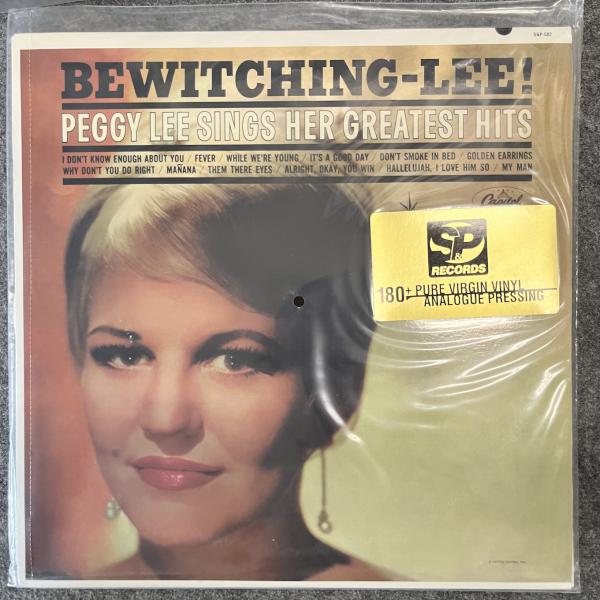 S&P-502
BEWITCHING-LEE!
PEGGY LEE SINGS HER GREATEST HITS
I DON'T KNOW ENOUGH ABOUT YOU / FEVER / WHILE WE'RE YOUNG / IT'S A GOOD DAY / DON'T SMOKE IN BED / GOLDEN EARRINGS
WHY DON'T YOU DO RIGHT / MAÑANA / THEM THERE EYES / ALRIGHT, OKAY, YOU WIN / HALLELUJAH, I LOVE HIM SO / MY MAN
Capitol
S&P
RECORDS
180+ PURE VIRGIN VINYL
ANALOGUE PRESSING